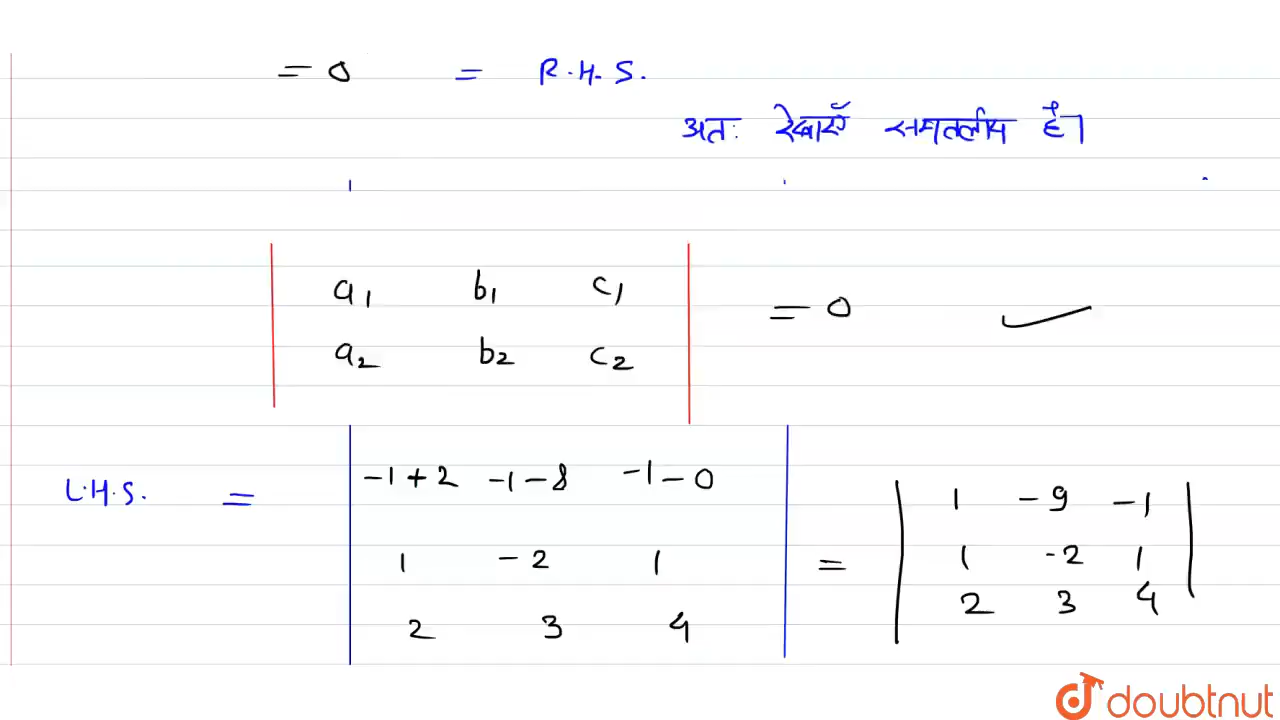 = 0 = R.H.S.
अतः रेखाएँ समतलीय हैं।
a1 b1 c1
a2 b2 c2
= 0
L.H.S. =
-1+2 -1-8 -1-0
1 -2 1
2 3 4
=
1 -9 -1
1 -2 1
2 3 4
doubtnut